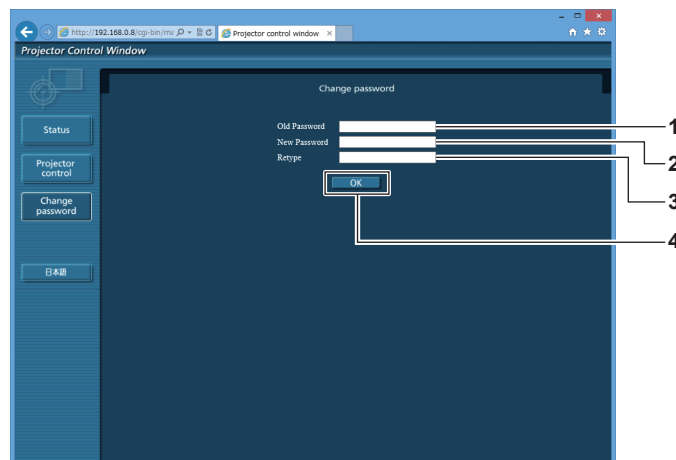 http://192.168.0.8/cgi-bin/mai
Projector control window
Projector Control Window
Change password
Status
Projector
control
Change
password
日本語
Old Password
New Password
Retype
OK
1
2
3
4